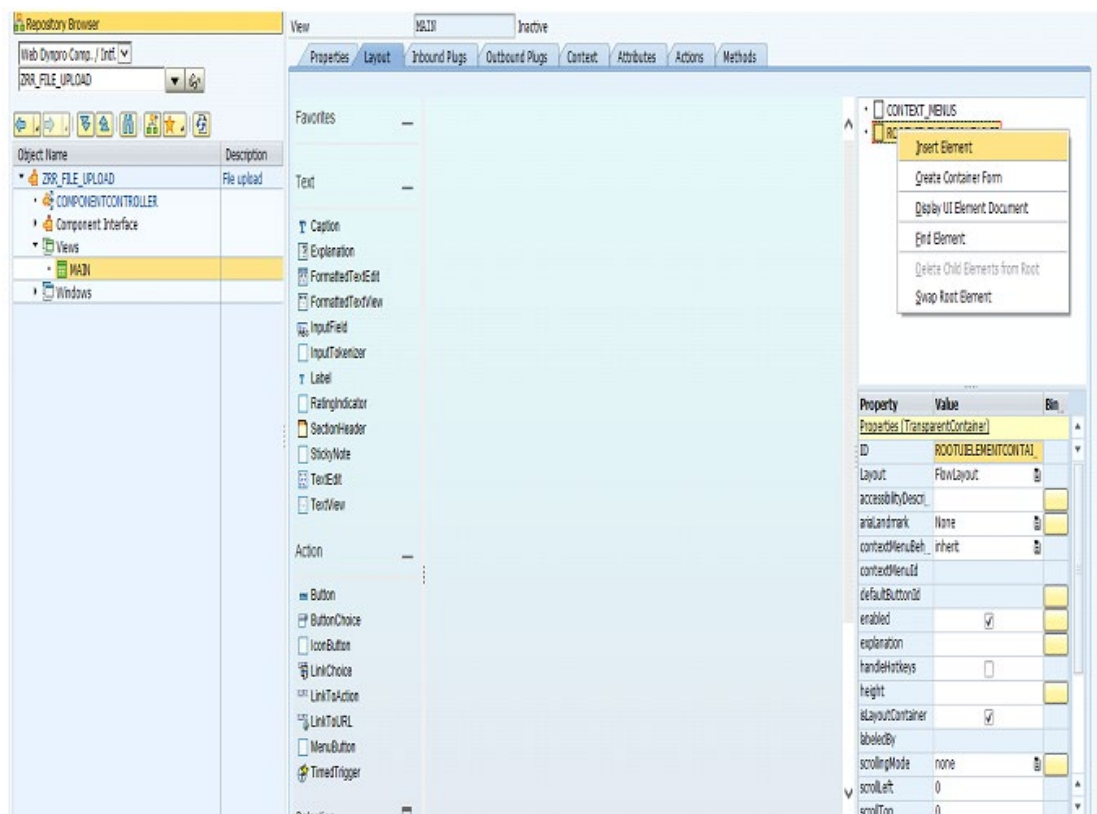 Repository Browser
Web Dynpro Comp. / Intf.
ZRR_FILE_UPLOAD
Object Name Description
ZRR_FILE_UPLOAD File upload
COMPONENTCONTROLLER
Component Interface
Views
MAIN
Windows
View MAIN Inactive
Properties Layout Inbound Plugs Outbound Plugs Context Attributes Actions Methods
Favorites
Text
Caption
Explanation
FormattedTextEdit
FormattedTextView
InputField
InputTokenizer
Label
RatingIndicator
SectionHeader
StickyNote
TextEdit
TextView
Action
Button
ButtonChoice
IconButton
LinkChoice
LinkToAction
LinkToURL
MenuButton
TimedTrigger
CONTEXT_MENUS
Insert Element
Create Container Form
Display UI Element Document
Find Element
Delete Child Elements from Root
Swap Root Element
Property Value Bin_
Properties (TransparentContainer)
ID ROOTUIELEMENTCONTAI_
Layout FlowLayout
accessibilityDescri_
ariaLandmark None
contextMenuBeh_ inherit
contextMenuId
defaultButtonId
enabled
explanation
handleHotkeys
height
isLayoutContainer
labeledBy
scrollingMode none
scrollLeft 0
scrollTop 0